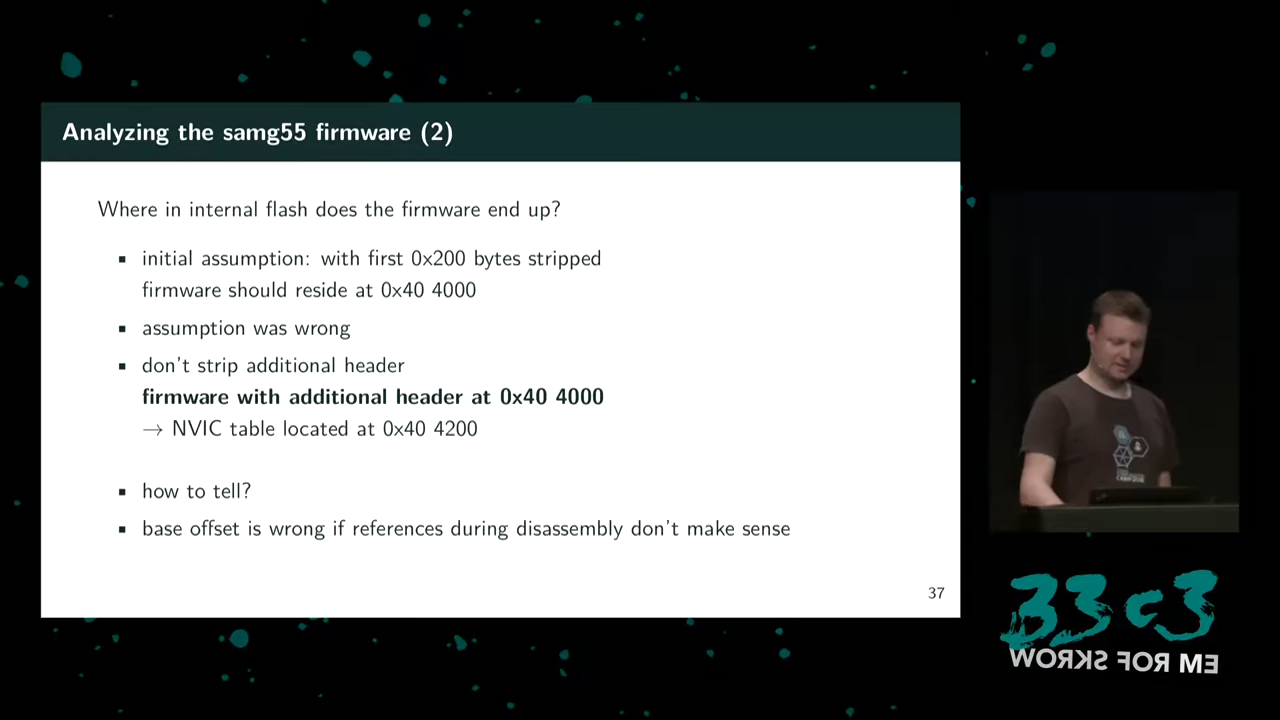 Analyzing the samg55 firmware (2)
Where in internal flash does the firmware end up?
▪ initial assumption: with first 0x200 bytes stripped
firmware should reside at 0x40 4000
▪ assumption was wrong
▪ don't strip additional header
firmware with additional header at 0x40 4000
→ NVIC table located at 0x40 4200
▪ how to tell?
▪ base offset is wrong if references during disassembly don't make sense
37
33c3
WORKS FOR ME